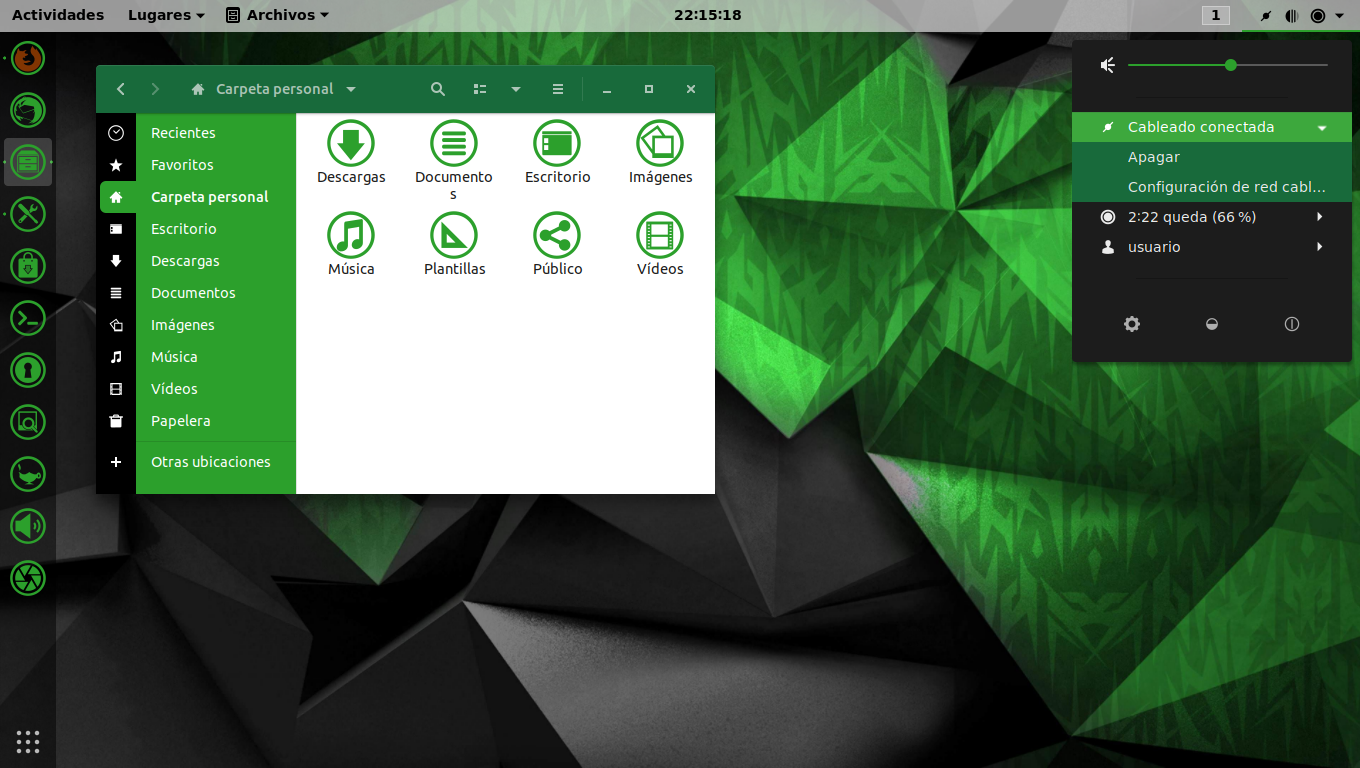 Actividades Lugares Archivos 22:15:18 1
Carpeta personal
Recientes
Favoritos
Carpeta personal
Escritorio
Descargas
Documentos
Imágenes
Música
Vídeos
Papelera
Otras ubicaciones
Descargas Documento Escritorio Imágenes
s
Música Plantillas Público Vídeos
Cableado conectada
Apagar
Configuración de red cabl...
2:22 queda (66 %)
usuario